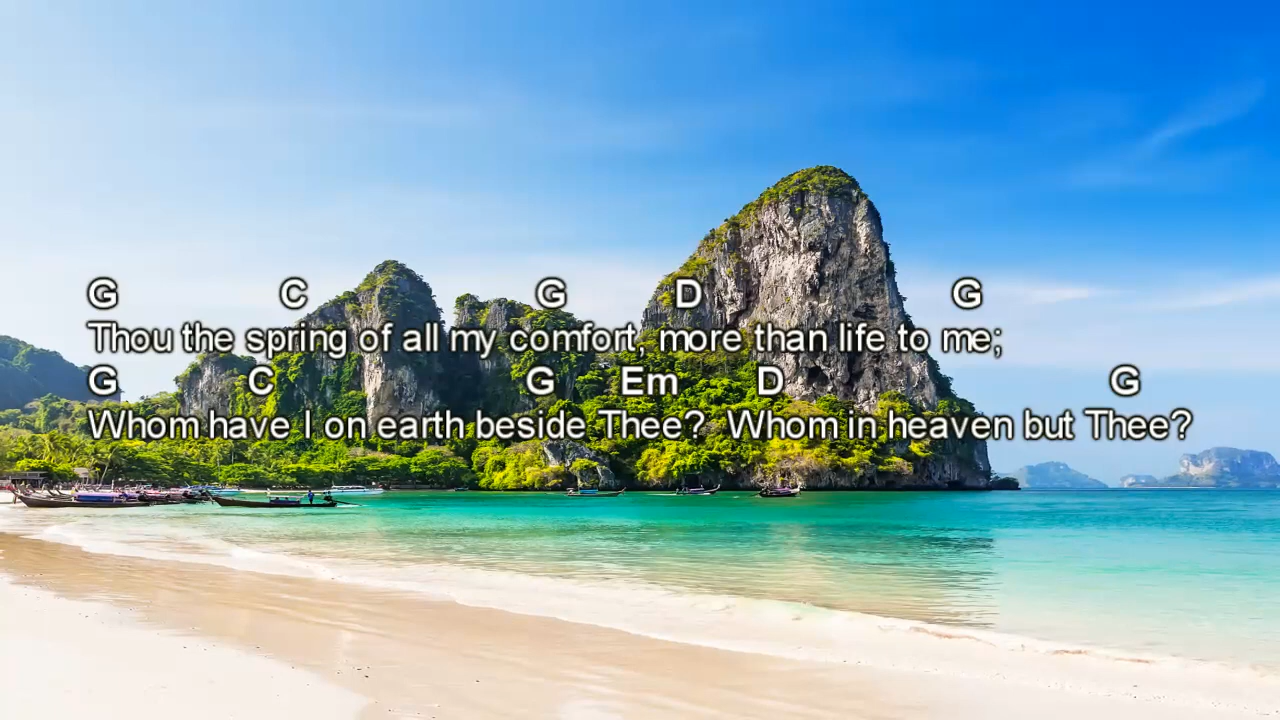 G C G D G
Thou the spring of all my comfort, more than life to me;
G C G Em D G
Whom have I on earth beside Thee? Whom in heaven but Thee?